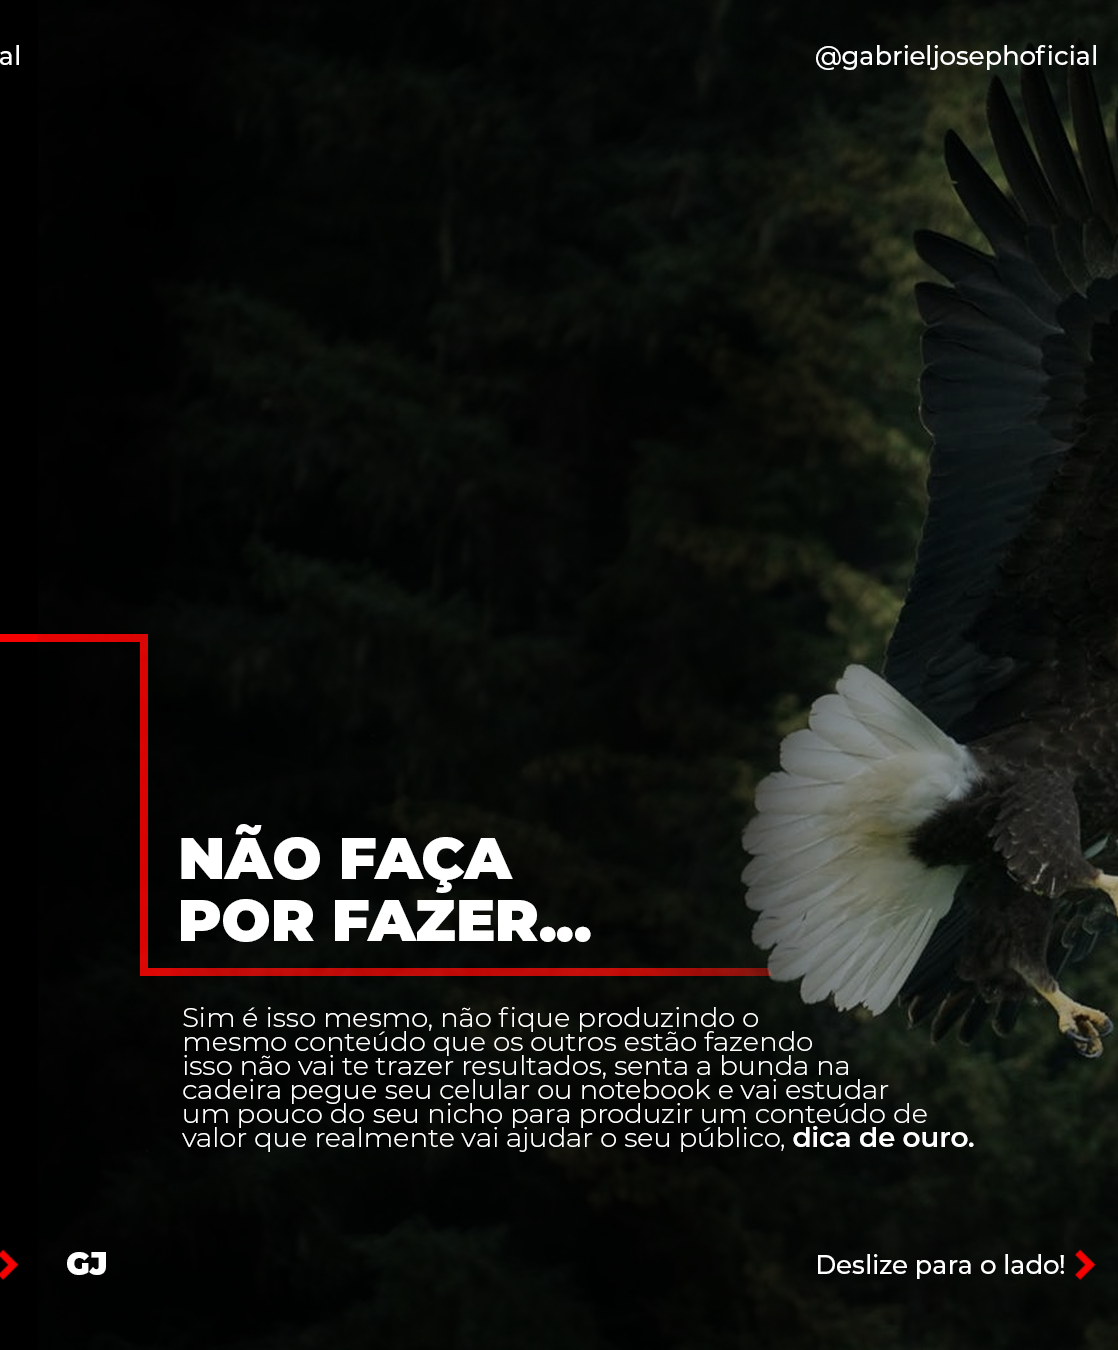 al
@gabrieljosephoficial
NÃO FAÇA
POR FAZER...
Sim é isso mesmo, não fique produzindo o
mesmo conteúdo que os outros estão fazendo
isso não vai te trazer resultados, senta a bunda na
cadeira pegue seu celular ou notebook e vai estudar
um pouco do seu nicho para produzir um conteúdo de
valor que realmente vai ajudar o seu público, dica de ouro.
GJ
Deslize para o lado!